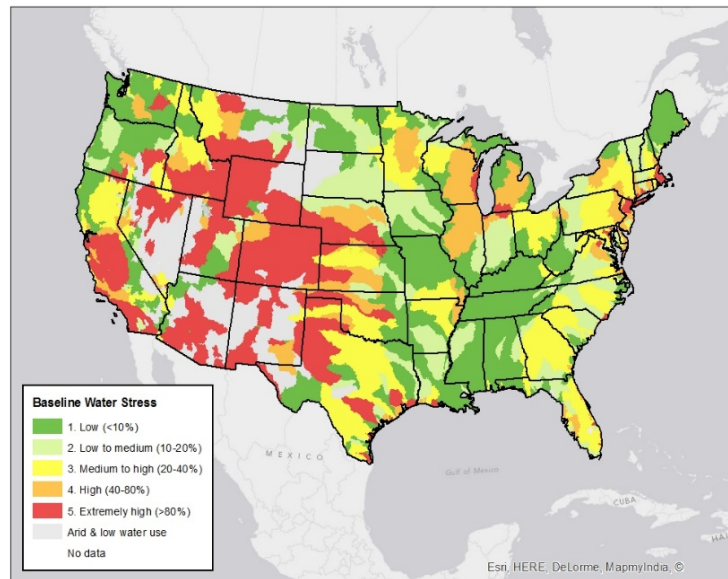 Baseline Water Stress
1. Low (<10%)
2. Low to medium (10-20%)
3. Medium to high (20-40%)
4. High (40-80%)
5. Extremely high (>80%)
Arid & low water use
No data
MEXICO
Gulf of Mexico
CUBA
Esri, HERE, DeLorme, MapmyIndia, ©